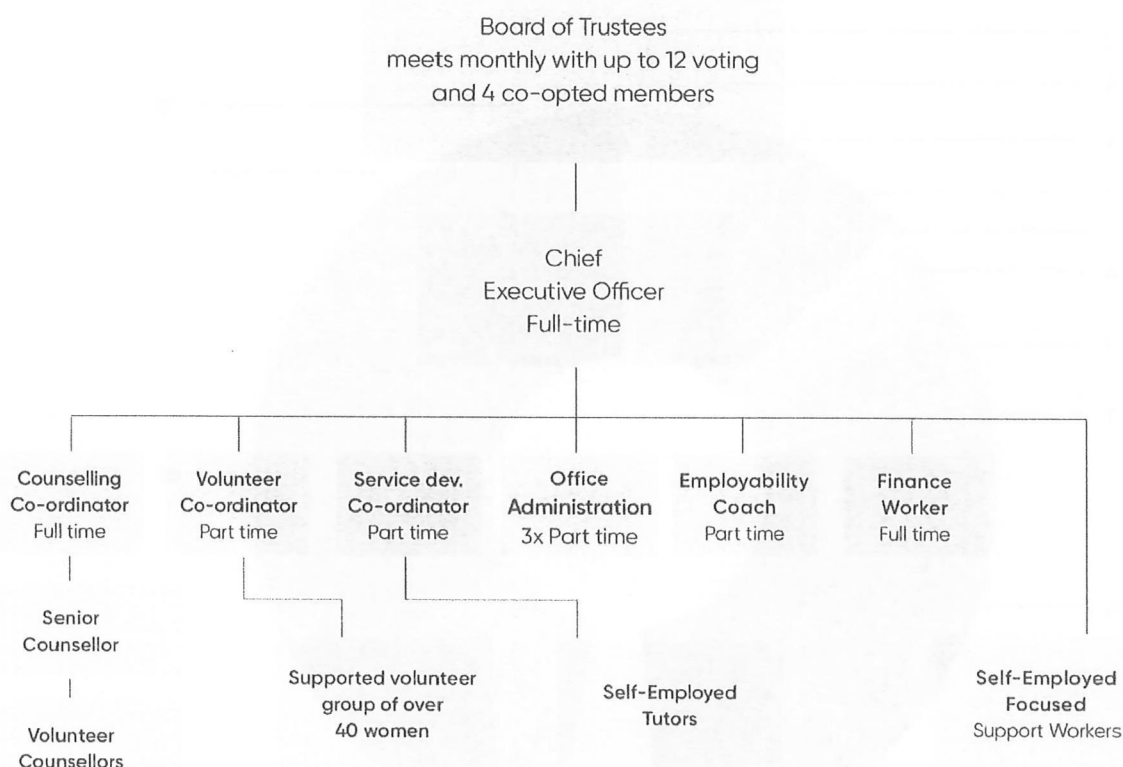 Board of Trustees
meets monthly with up to 12 voting
and 4 co-opted members
Chief
Executive Officer
Full-time
Counselling
Co-ordinator
Full time
Volunteer
Co-ordinator
Part time
Service dev.
Co-ordinator
Part time
Office
Administration
3x Part time
Employability
Coach
Part time
Finance
Worker
Full time
Senior
Counsellor
Volunteer
Counsellors
Supported volunteer
group of over
40 women
Self-Employed
Tutors
Self-Employed
Focused
Support Workers